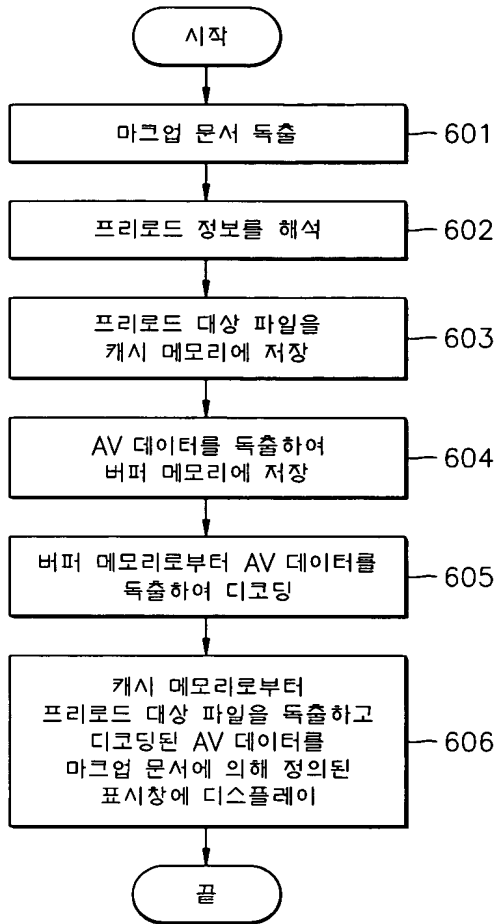 시작
마크업 문서 독출
601
프리로드 정보를 해석
602
프리로드 대상 파일을
캐시 메모리에 저장
603
AV 데이터를 독출하여
버퍼 메모리에 저장
604
버퍼 메모리로부터 AV 데이터를
독출하여 디코딩
605
캐시 메모리로부터
프리로드 대상 파일을 독출하고
디코딩된 AV 데이터를
마크업 문서에 의해 정의된
표시창에 디스플레이
606
끝